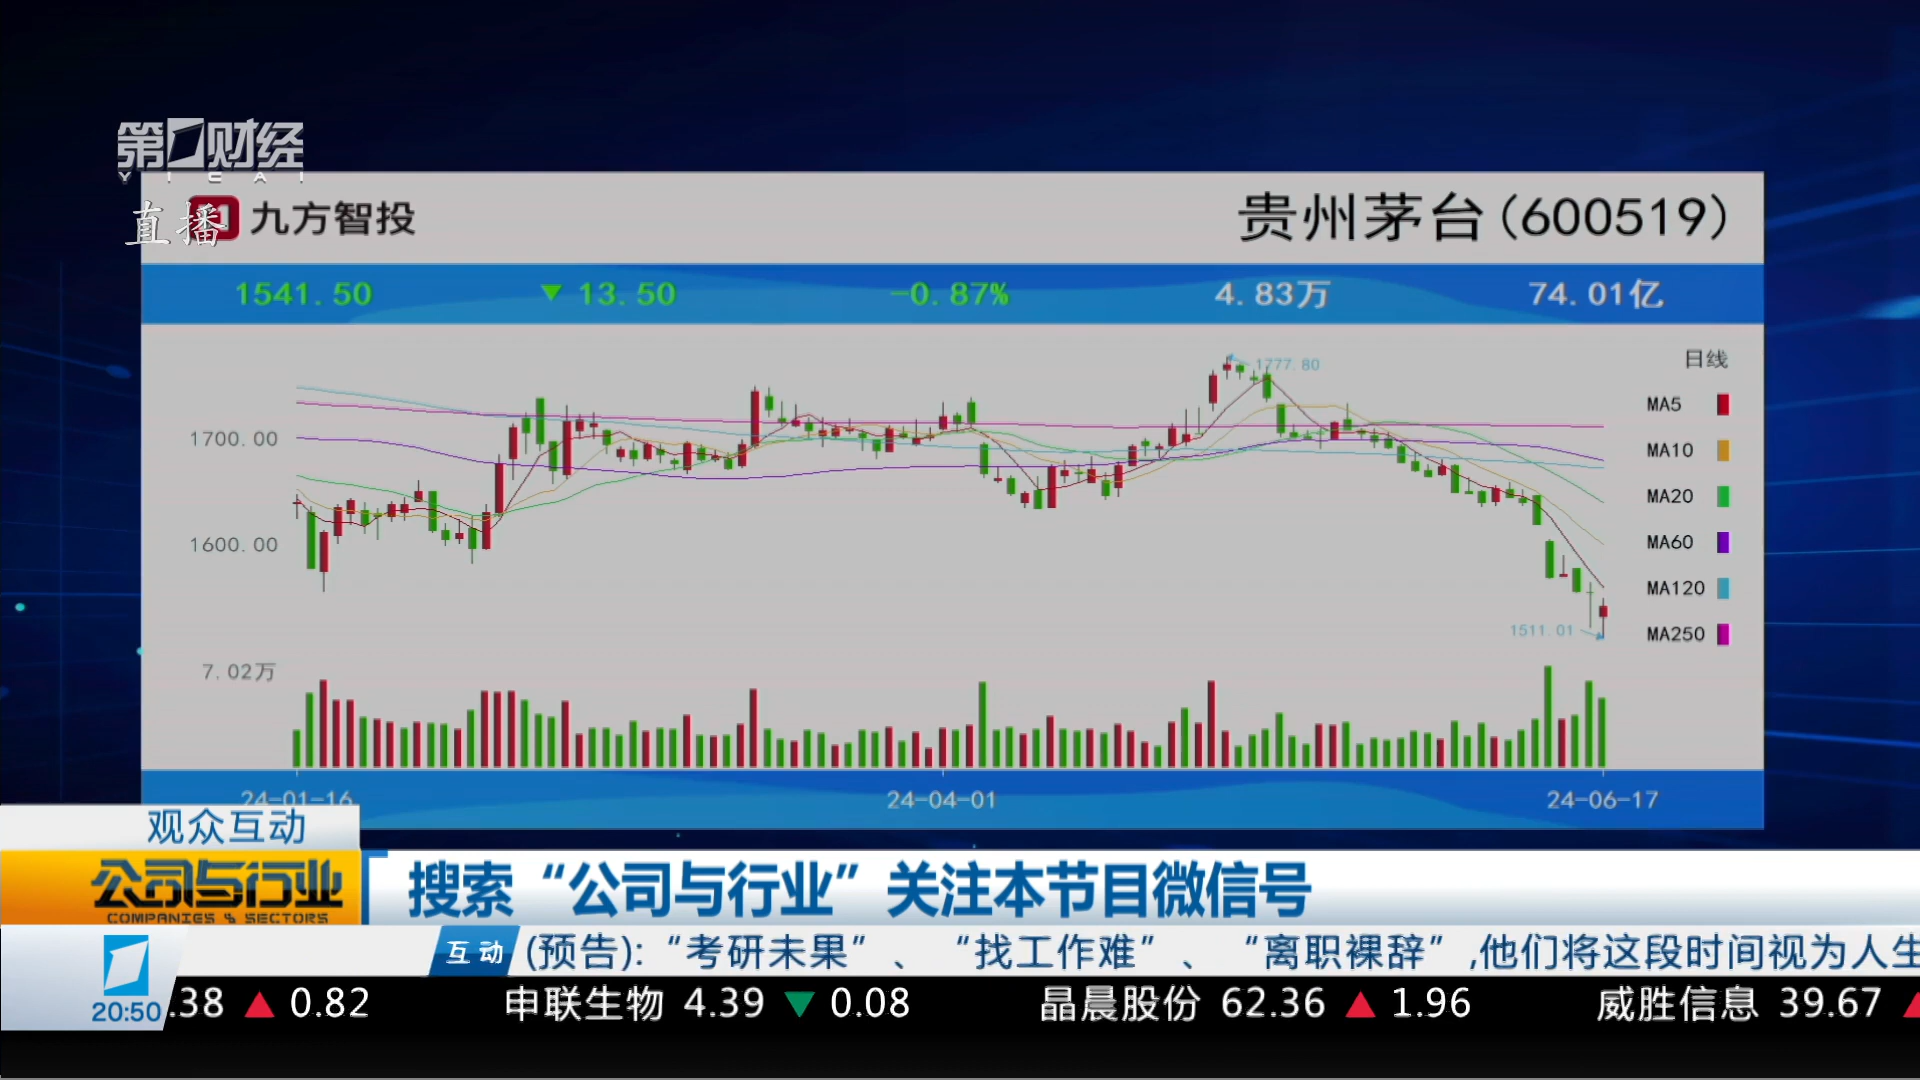 第一财经
YICAI
直播
九方智投
贵州茅台(600519)
1541.50 ▼ 13.50 -0.87% 4.83万 74.01亿
日线
1777.80
MA5
1700.00
MA10
MA20
1600.00
MA60
MA120
1511.01
MA250
7.02万
24-01-16 24-04-01 24-06-17
观众互动
公司与行业
COMPANIES & SECTORS
搜索“公司与行业”关注本节目微信号
互动 (预告):“考研未果”、“找工作难”、“离职裸辞”,他们将这段时间视为人生
20:50
.38 ▲ 0.82 申联生物 4.39 ▼ 0.08 晶晨股份 62.36 ▲ 1.96 威胜信息 39.67 ▲